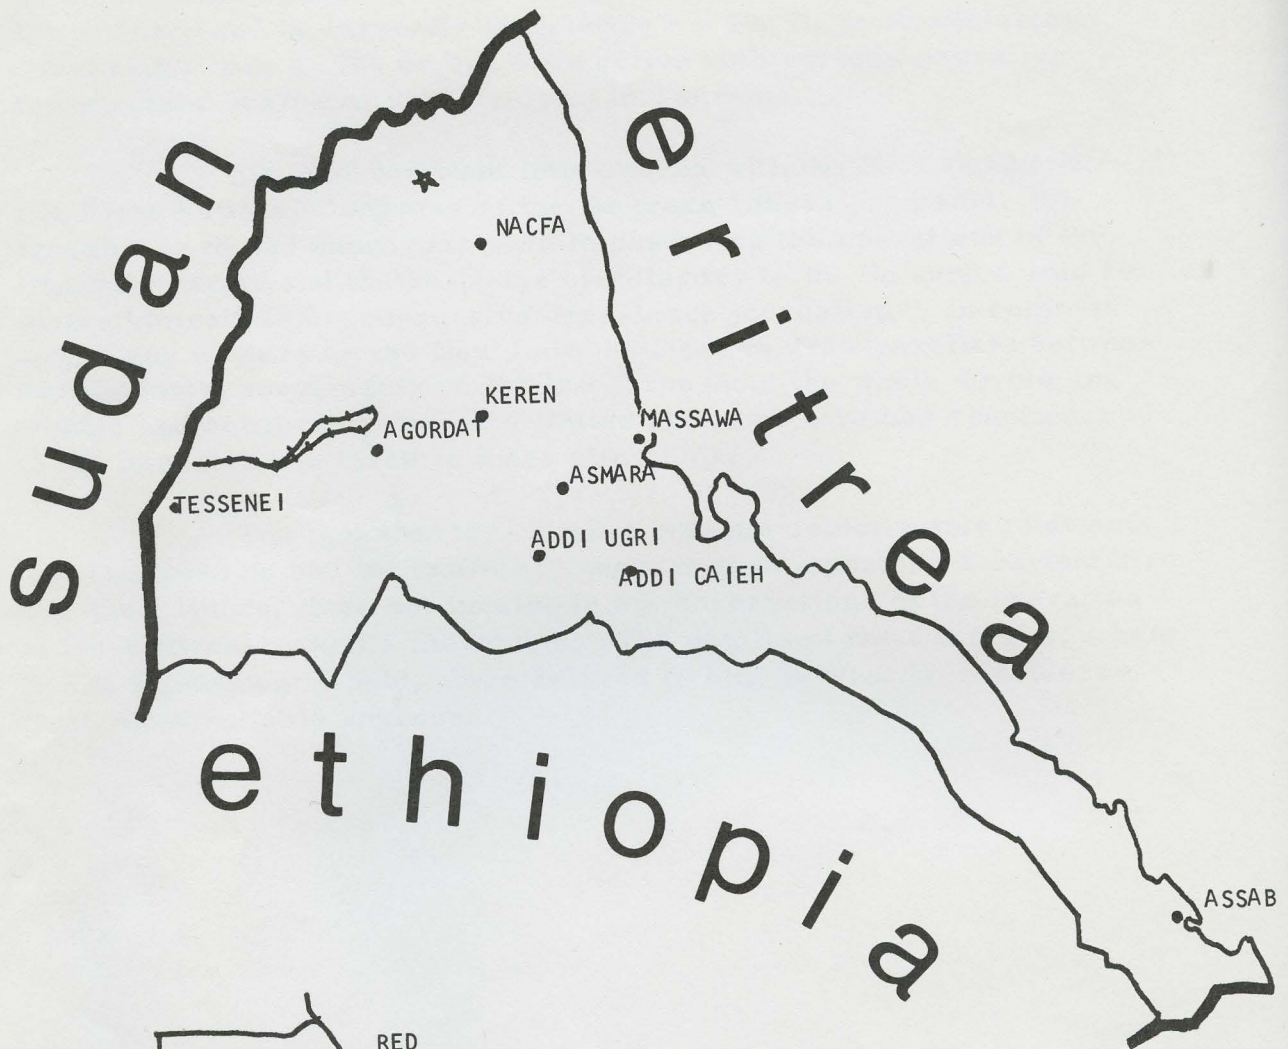 sudan
eritrea
NACFA
KEREN
AGORDAT
MASSAWA
ASMARA
TESSENEI
ADDI UGRI
ADDI CAIEH
ethiopia
ASSAB
RED